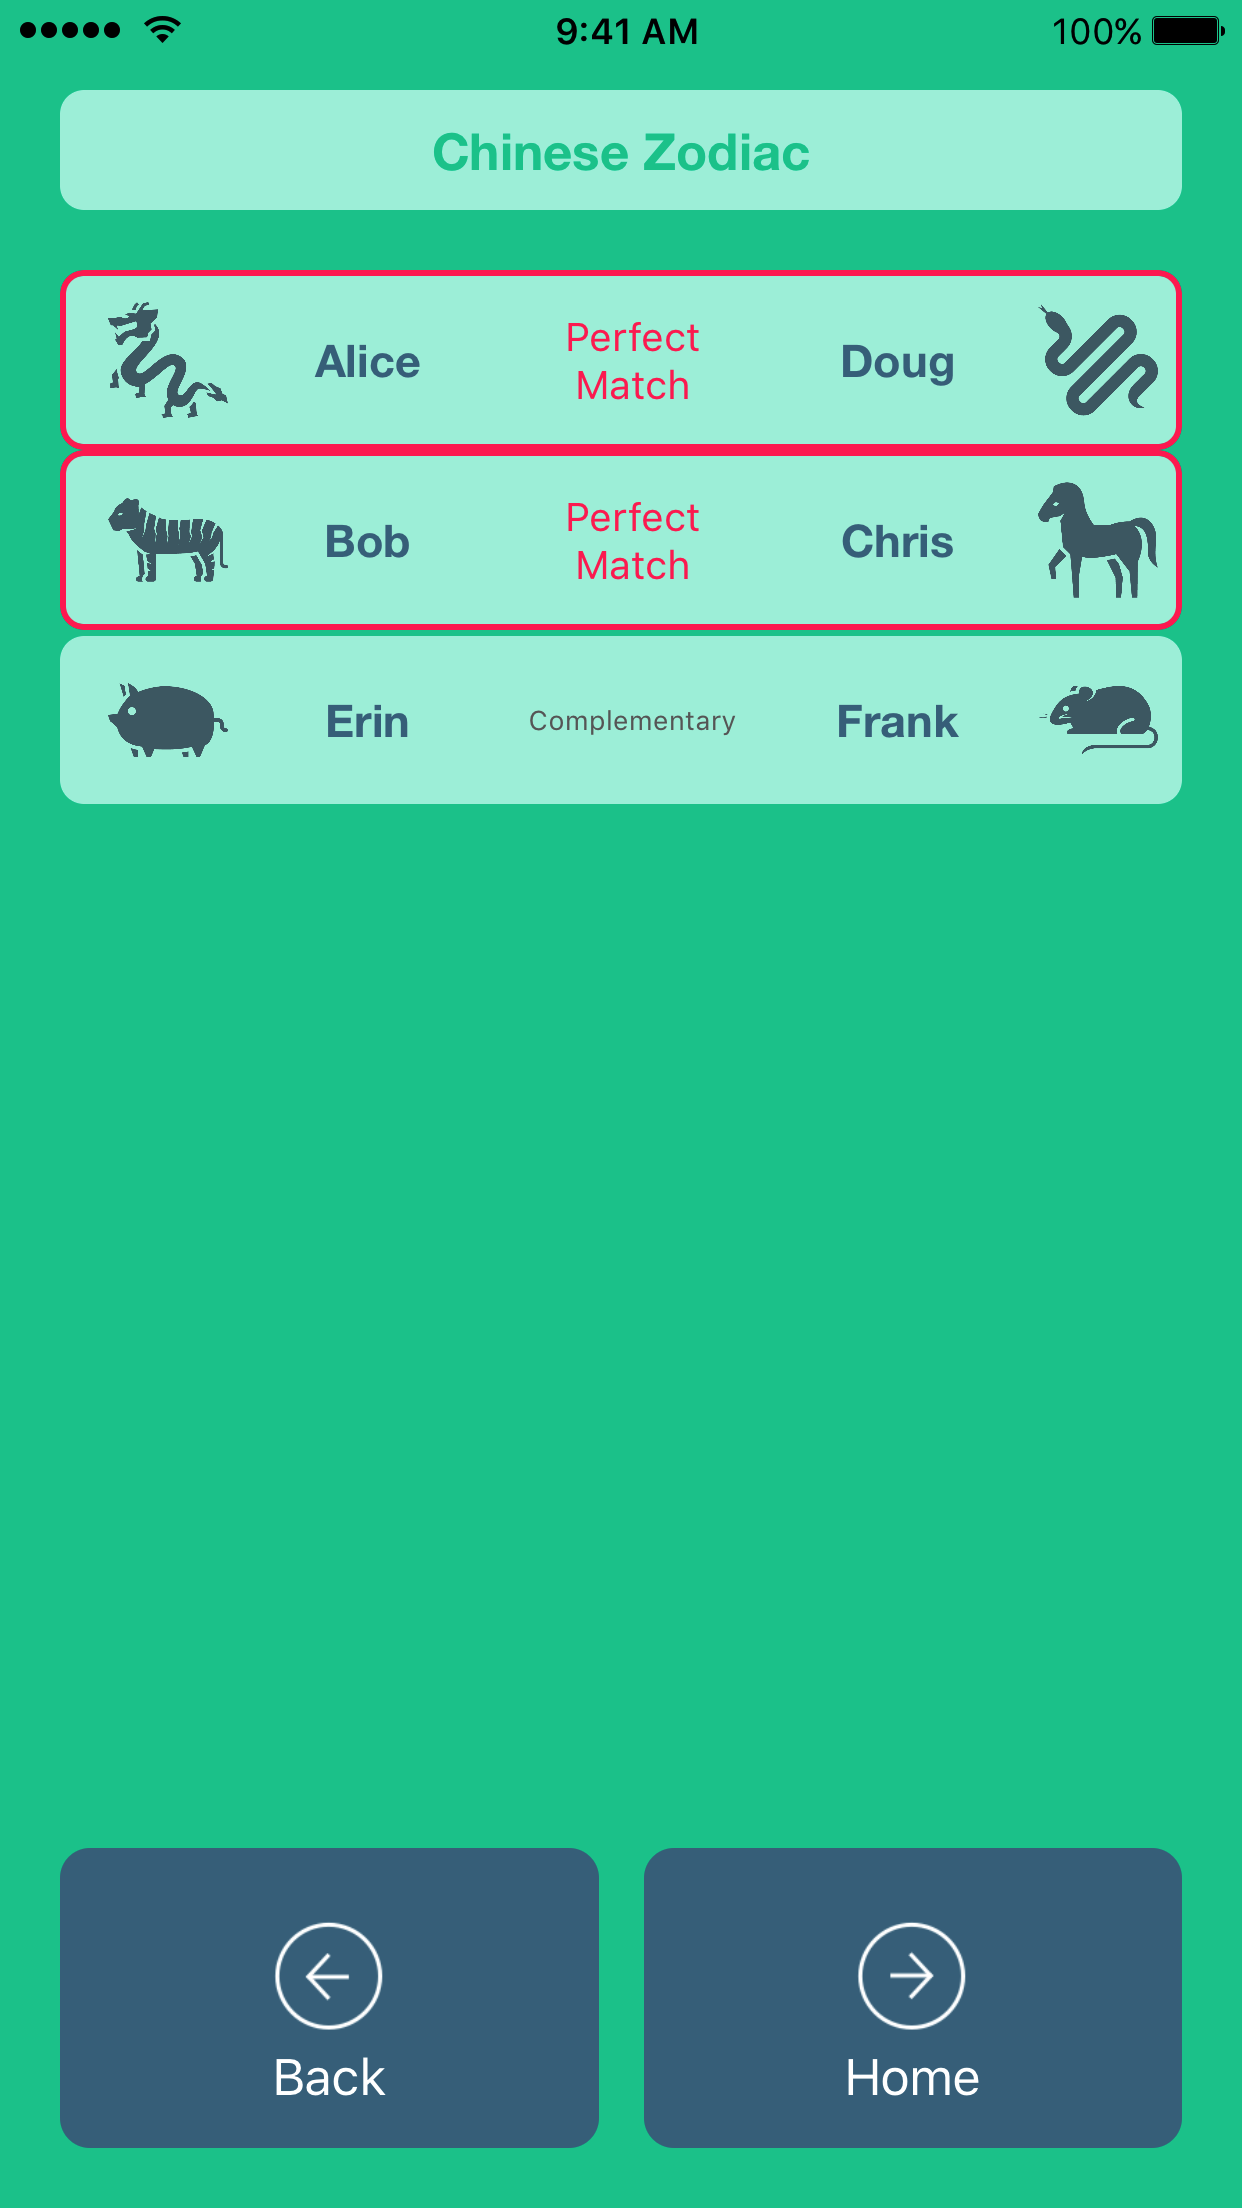 9:41 AM
100%
Chinese Zodiac
Alice
Perfect
Match
Doug
Bob
Perfect
Match
Chris
Erin
Complementary
Frank
Back
Home